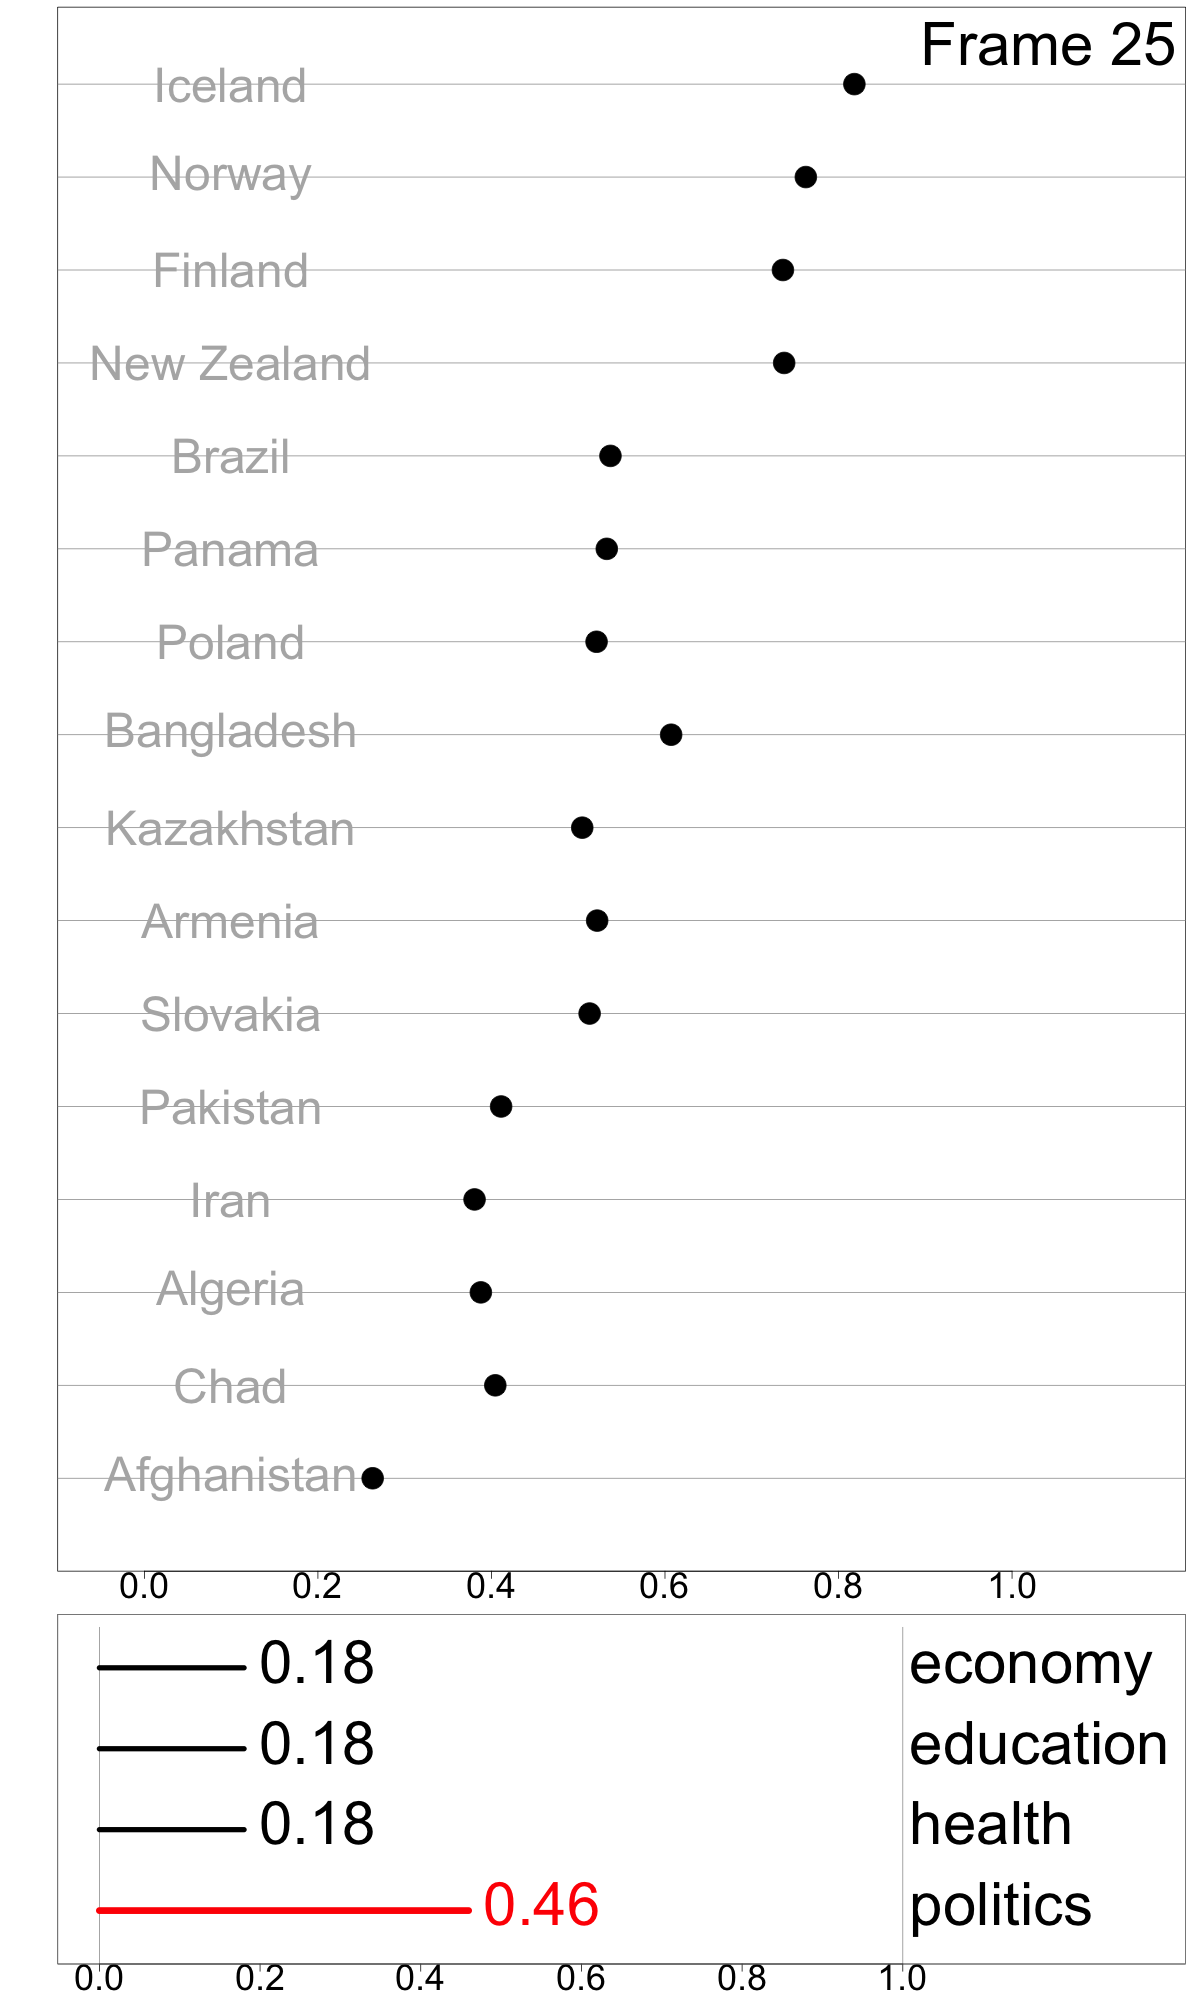 Frame 25
Iceland
Norway
Finland
New Zealand
Brazil
Panama
Poland
Bangladesh
Kazakhstan
Armenia
Slovakia
Pakistan
Iran
Algeria
Chad
Afghanistan
0.0 0.2 0.4 0.6 0.8 1.0
0.18 economy
0.18 education
0.18 health
0.46 politics
0.0 0.2 0.4 0.6 0.8 1.0